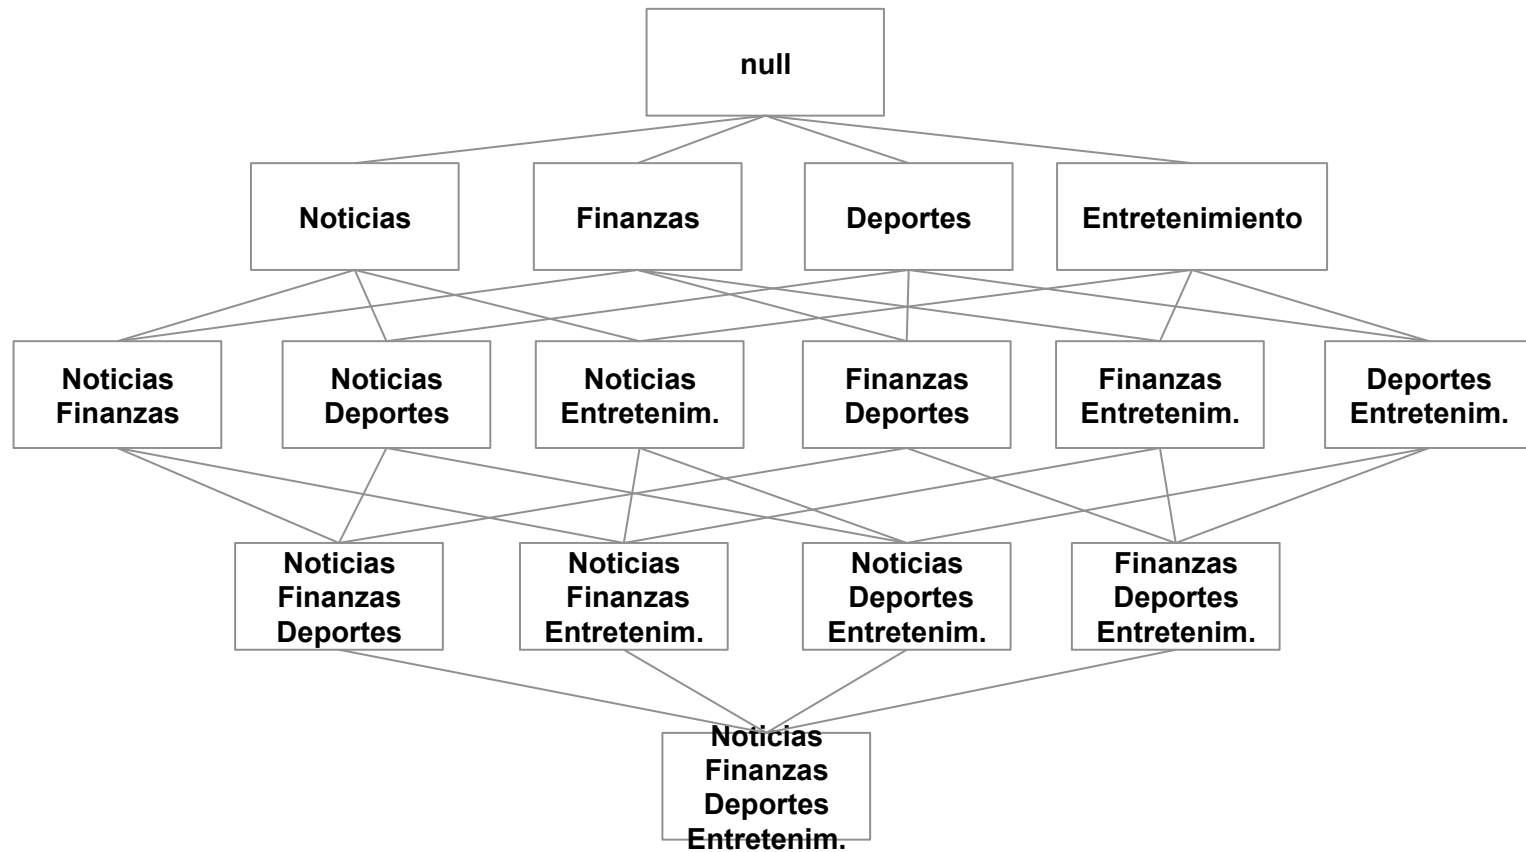 null
Noticias
Finanzas
Deportes
Entretenimiento
Noticias
Finanzas
Noticias
Deportes
Noticias
Entretenim.
Finanzas
Deportes
Finanzas
Entretenim.
Deportes
Entretenim.
Noticias
Finanzas
Deportes
Noticias
Finanzas
Entretenim.
Noticias
Deportes
Entretenim.
Finanzas
Deportes
Entretenim.
Noticias
Finanzas
Deportes
Entretenim.